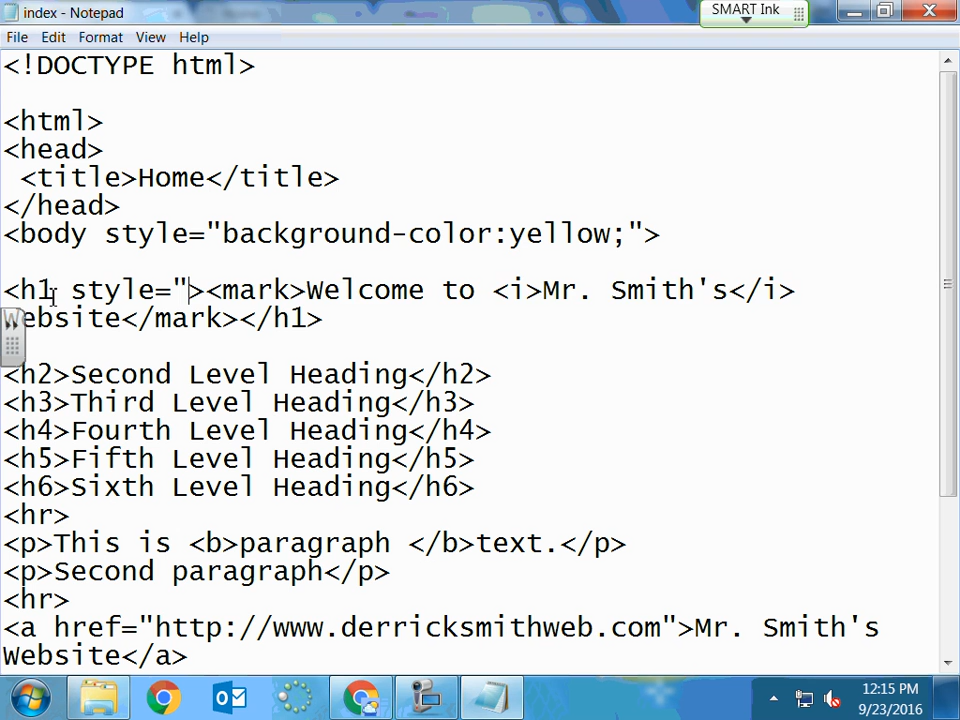 index - Notepad
SMART Ink
File Edit Format View Help
<!DOCTYPE html>
<html>
<head>
<title>Home</title>
</head>
<body style="background-color:yellow;">
<h1 style="><mark>Welcome to <i>Mr. Smith's</i>
Website</mark></h1>
<h2>Second Level Heading</h2>
<h3>Third Level Heading</h3>
<h4>Fourth Level Heading</h4>
<h5>Fifth Level Heading</h5>
<h6>Sixth Level Heading</h6>
<hr>
<p>This is <b>paragraph </b>text.</p>
<p>Second paragraph</p>
<hr>
<a href="http://www.derricksmithweb.com">Mr. Smith's
Website</a>
12:15 PM
9/23/2016